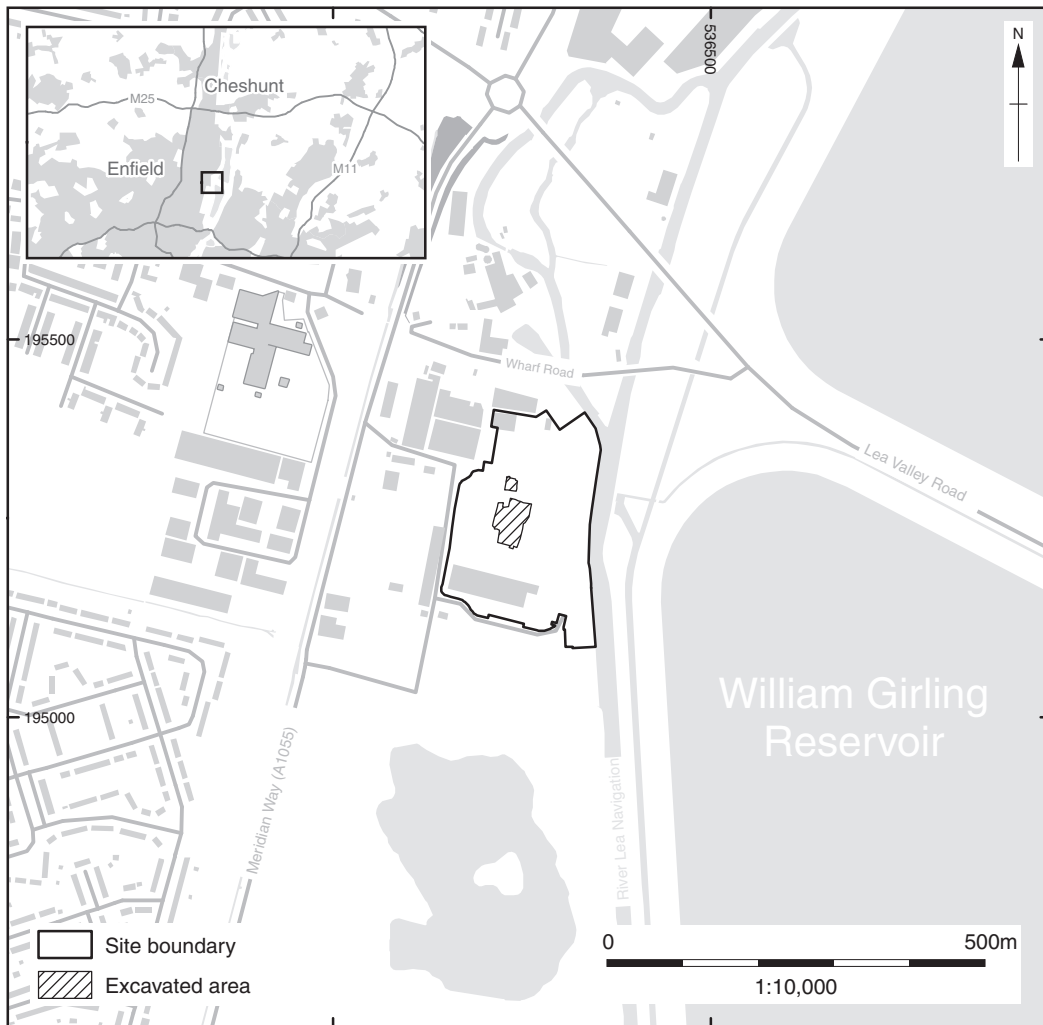 Cheshunt
M25
Enfield
M11
536500
N
195500
Wharf Road
Lea Valley Road
195000
William Girling
Reservoir
Meridian Way (A1055)
River Lea Navigation
Site boundary
Excavated area
0
500m
1:10,000